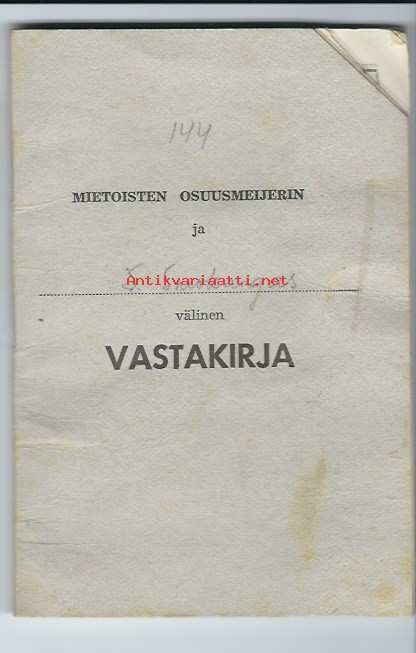 144
MIETOISTEN OSUUSMEIJERIN
ja
Antikvariaatti.net
välinen
VASTAKIRJA